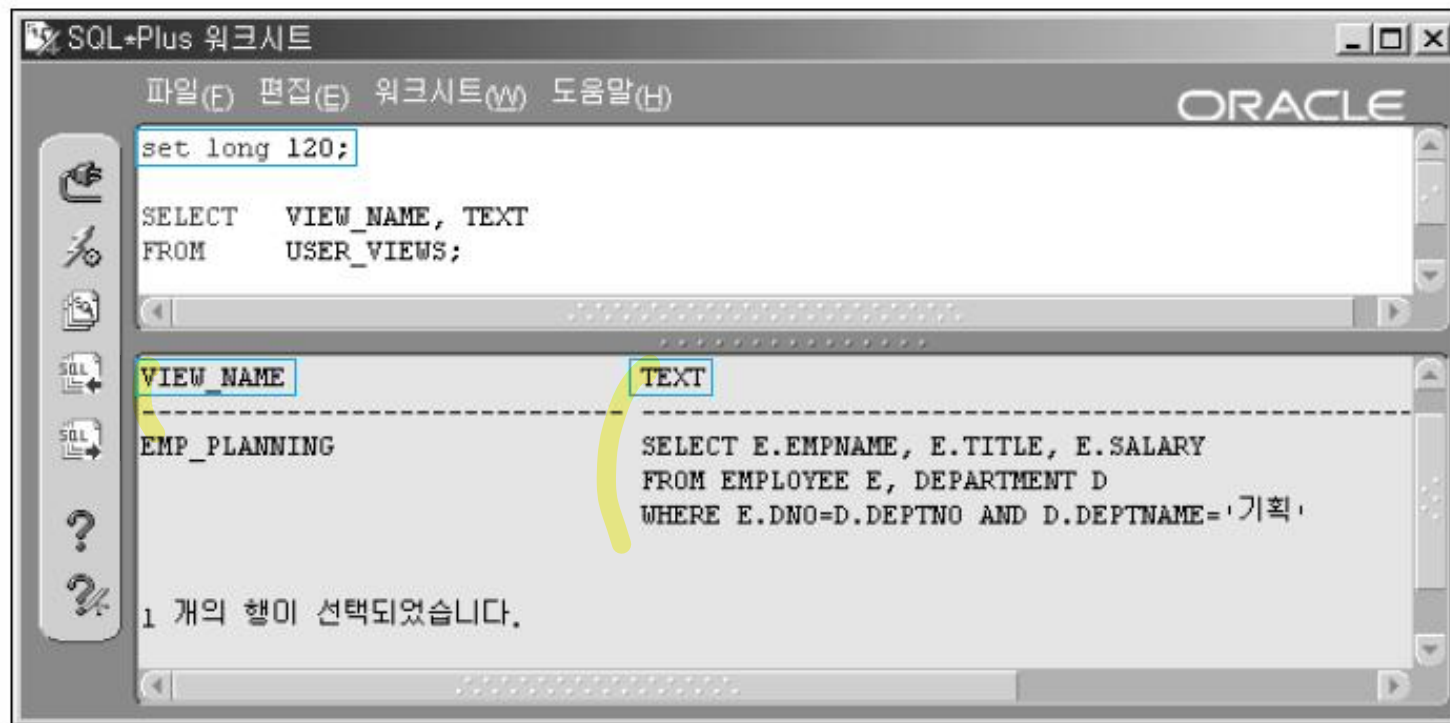 SQL*Plus 워크시트
파일(F) 편집(E) 워크시트(W) 도움말(H)
ORACLE
set long 120;
SELECT VIEW_NAME, TEXT
FROM USER_VIEWS;
VIEW_NAME TEXT
------------------------------ ------------------------------------------------
EMP_PLANNING SELECT E.EMPNAME, E.TITLE, E.SALARY
FROM EMPLOYEE E, DEPARTMENT D
WHERE E.DNO=D.DEPTNO AND D.DEPTNAME='기획'
1 개의 행이 선택되었습니다.
SQL
SQL